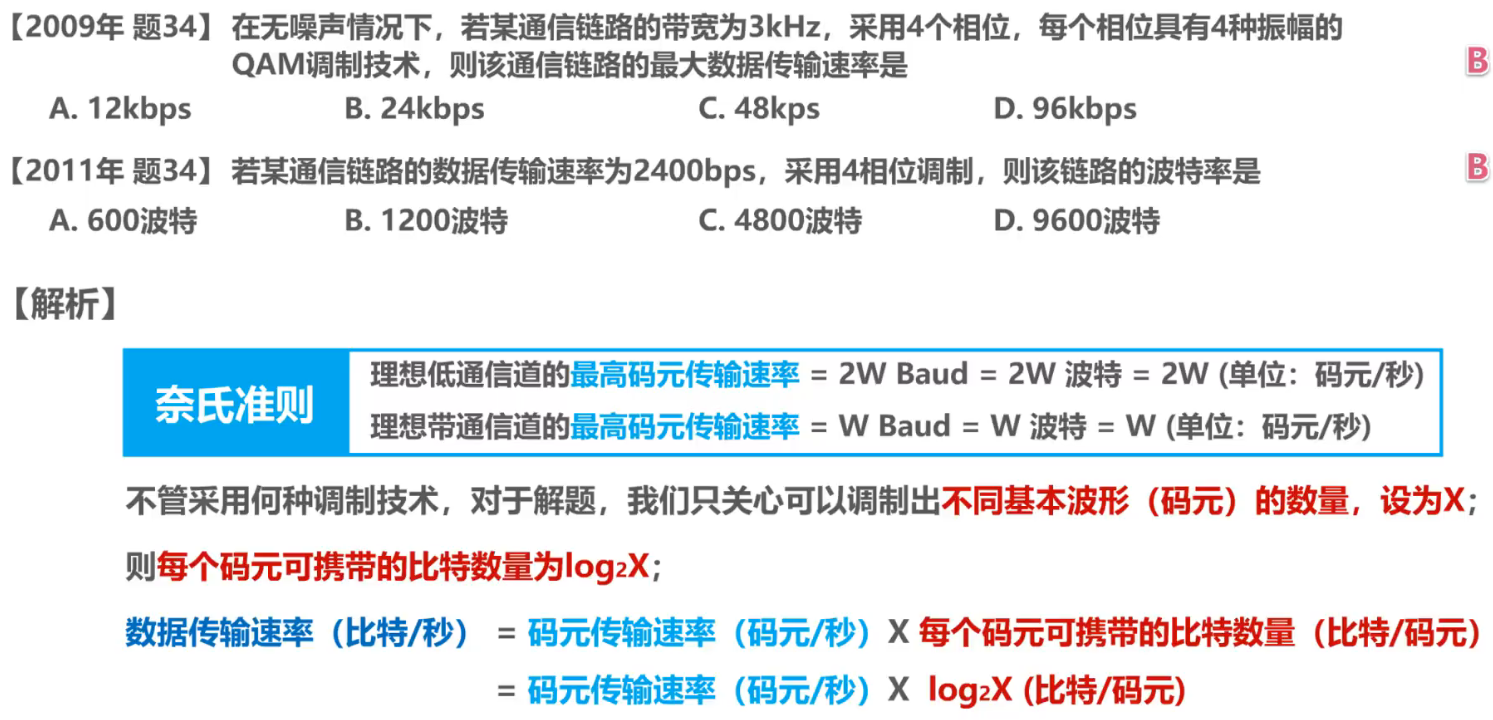 【2009年 题34】在无噪声情况下，若某通信链路的带宽为3kHz，采用4个相位，每个相位具有4种振幅的
QAM调制技术，则该通信链路的最大数据传输速率是 B
A. 12kbps B. 24kbps C. 48kps D. 96kbps
【2011年 题34】若某通信链路的数据传输速率为2400bps，采用4相位调制，则该链路的波特率是 B
A. 600波特 B. 1200波特 C. 4800波特 D. 9600波特
【解析】
奈氏准则
理想低通信道的最高码元传输速率 = 2W Baud = 2W 波特 = 2W (单位：码元/秒)
理想带通信道的最高码元传输速率 = W Baud = W 波特 = W (单位：码元/秒)
不管采用何种调制技术，对于解题，我们只关心可以调制出不同基本波形（码元）的数量，设为X；
则每个码元可携带的比特数量为log₂X；
数据传输速率（比特/秒） = 码元传输速率（码元/秒）X 每个码元可携带的比特数量（比特/码元）
= 码元传输速率（码元/秒）X log₂X (比特/码元)